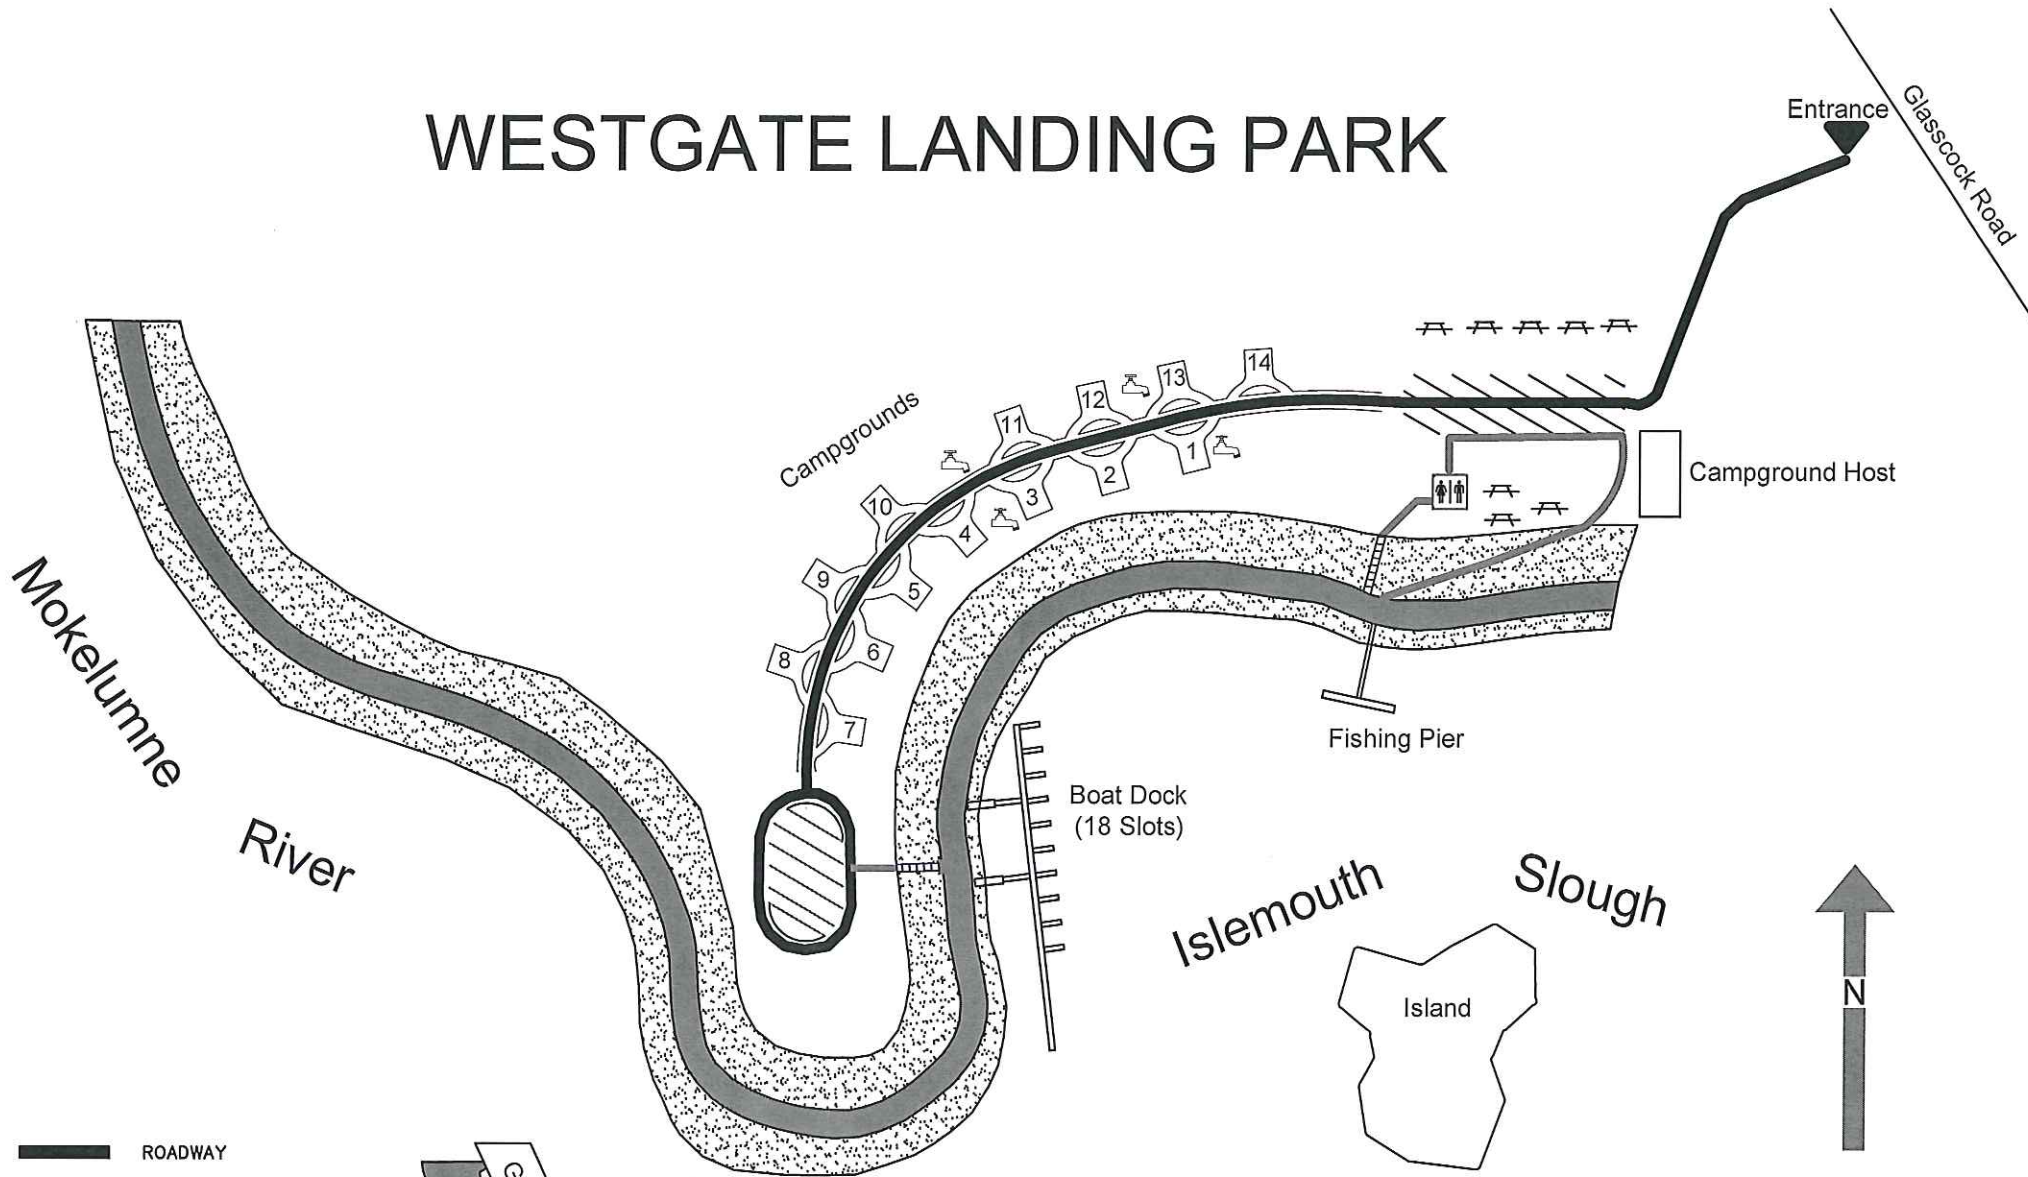 WESTGATE LANDING PARK
Entrance
Glasscock Road
14
13
12
11
Campgrounds
1
2
3
10
4
9
5
8
6
7
Campground Host
Fishing Pier
Boat Dock
(18 Slots)
Mokelumne
River
Islemouth
Slough
Island
N
ROADWAY